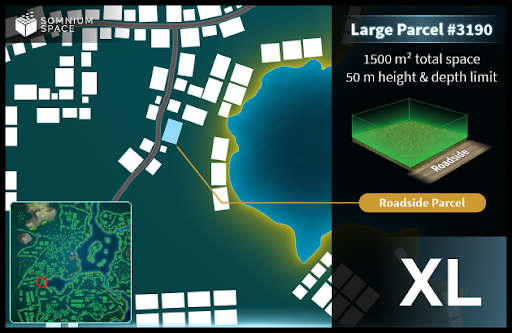 SOMNIUM
SPACE
Large Parcel #3190
1500 m² total space
50 m height & depth limit
Roadside
Roadside Parcel
XL